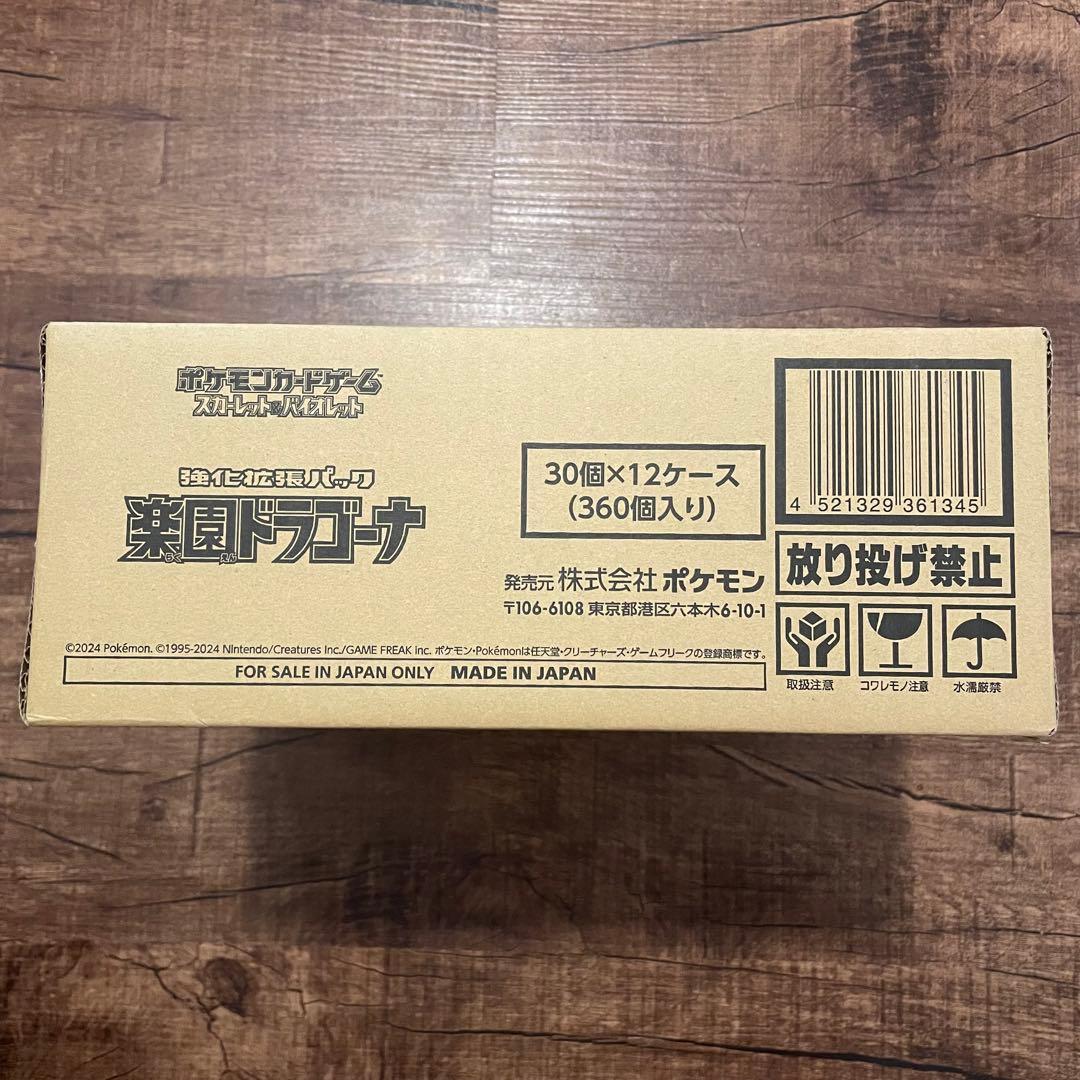 ポケモンカードゲーム™
スカーレット&バイオレット
強化拡張パック
楽園ドラゴーナ
らく えん
30個×12ケース
(360個入り)
発売元 株式会社 ポケモン
〒106-6108 東京都港区六本木6-10-1
©2024 Pokémon. ©1995-2024 Nintendo/Creatures Inc./GAME FREAK inc. ポケモン・Pokémonは任天堂・クリーチャーズ・ゲームフリークの登録商標です。
FOR SALE IN JAPAN ONLY MADE IN JAPAN
4 521329 361345
放り投げ禁止
取扱注意 コワレモノ注意 水濡厳禁